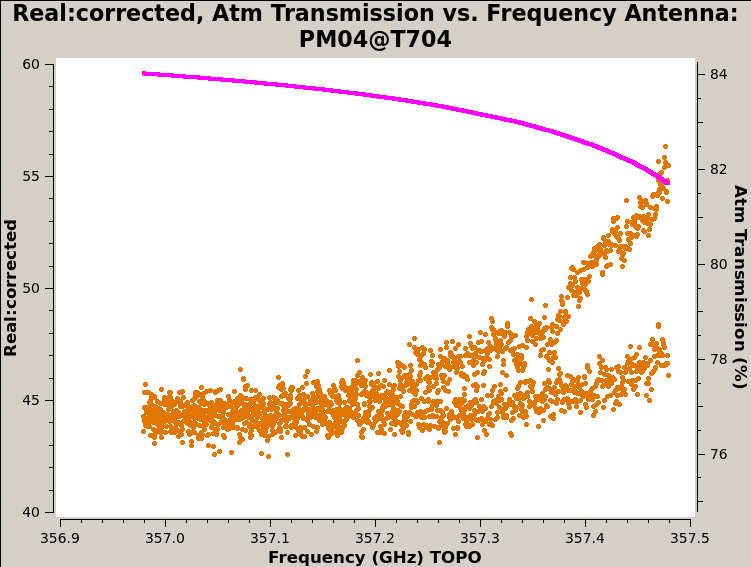 Real:corrected, Atm Transmission vs. Frequency Antenna:
PM04@T704
60
55
50
45
40
84
82
80
78
76
Real:corrected
Atm Transmission (%)
356.9 357.0 357.1 357.2 357.3 357.4 357.5
Frequency (GHz) TOPO